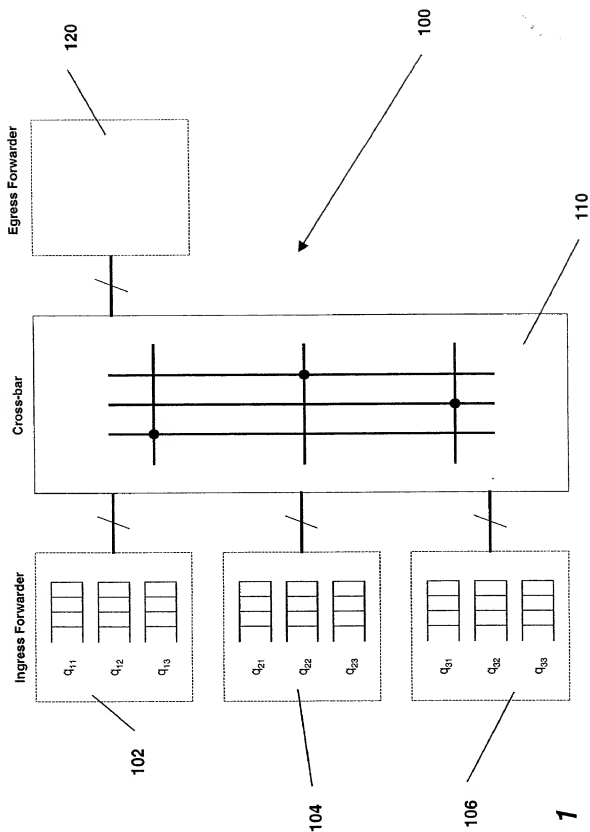 Ingress Forwarder
Cross-bar
Egress Forwarder
q11
q12
q13
q21
q22
q23
q31
q32
q33
102
104
106
120
100
110
1